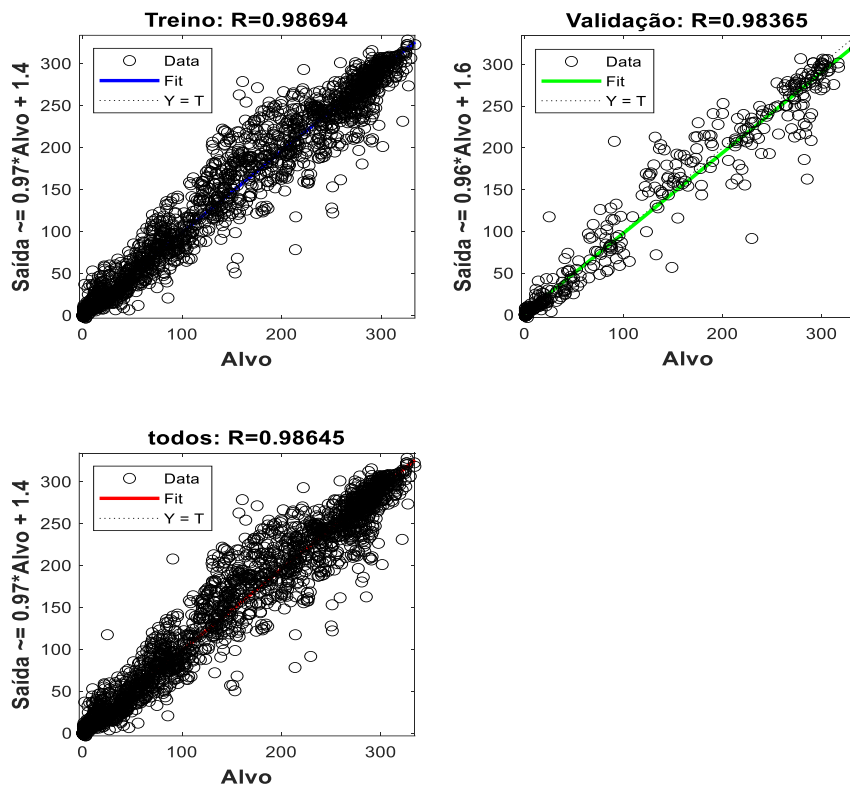 Treino: R=0.98694
Saída ~= 0.97*Alvo + 1.4
300
250
200
150
100
50
0
Data
Fit
Y = T
0 100 200 300
Alvo
Validação: R=0.98365
Saída ~= 0.96*Alvo + 1.6
300
250
200
150
100
50
0
Data
Fit
Y = T
0 100 200 300
Alvo
todos: R=0.98645
Saída ~= 0.97*Alvo + 1.4
300
250
200
150
100
50
0
Data
Fit
Y = T
0 100 200 300
Alvo